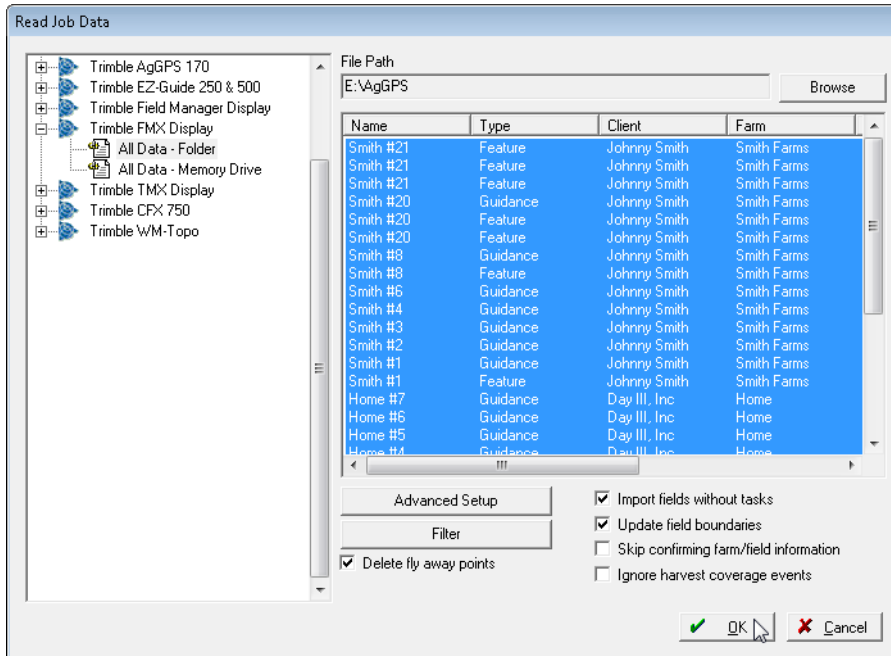 Read Job Data
Trimble AgGPS 170
Trimble EZ-Guide 250 & 500
Trimble Field Manager Display
Trimble FMX Display
All Data - Folder
All Data - Memory Drive
Trimble TMX Display
Trimble CFX 750
Trimble WM-Topo
File Path
E:\AgGPS Browse
Name Type Client Farm
Smith #21 Feature Johnny Smith Smith Farms
Smith #21 Feature Johnny Smith Smith Farms
Smith #21 Feature Johnny Smith Smith Farms
Smith #20 Guidance Johnny Smith Smith Farms
Smith #20 Feature Johnny Smith Smith Farms
Smith #20 Feature Johnny Smith Smith Farms
Smith #8 Guidance Johnny Smith Smith Farms
Smith #8 Feature Johnny Smith Smith Farms
Smith #6 Guidance Johnny Smith Smith Farms
Smith #4 Guidance Johnny Smith Smith Farms
Smith #3 Guidance Johnny Smith Smith Farms
Smith #2 Guidance Johnny Smith Smith Farms
Smith #1 Guidance Johnny Smith Smith Farms
Smith #1 Feature Johnny Smith Smith Farms
Home #7 Guidance Day III, Inc Home
Home #6 Guidance Day III, Inc Home
Home #5 Guidance Day III, Inc Home
Home #4 Guidance Day III, Inc Home
Advanced Setup
Filter
Delete fly away points
Import fields without tasks
Update field boundaries
Skip confirming farm/field information
Ignore harvest coverage events
OK Cancel